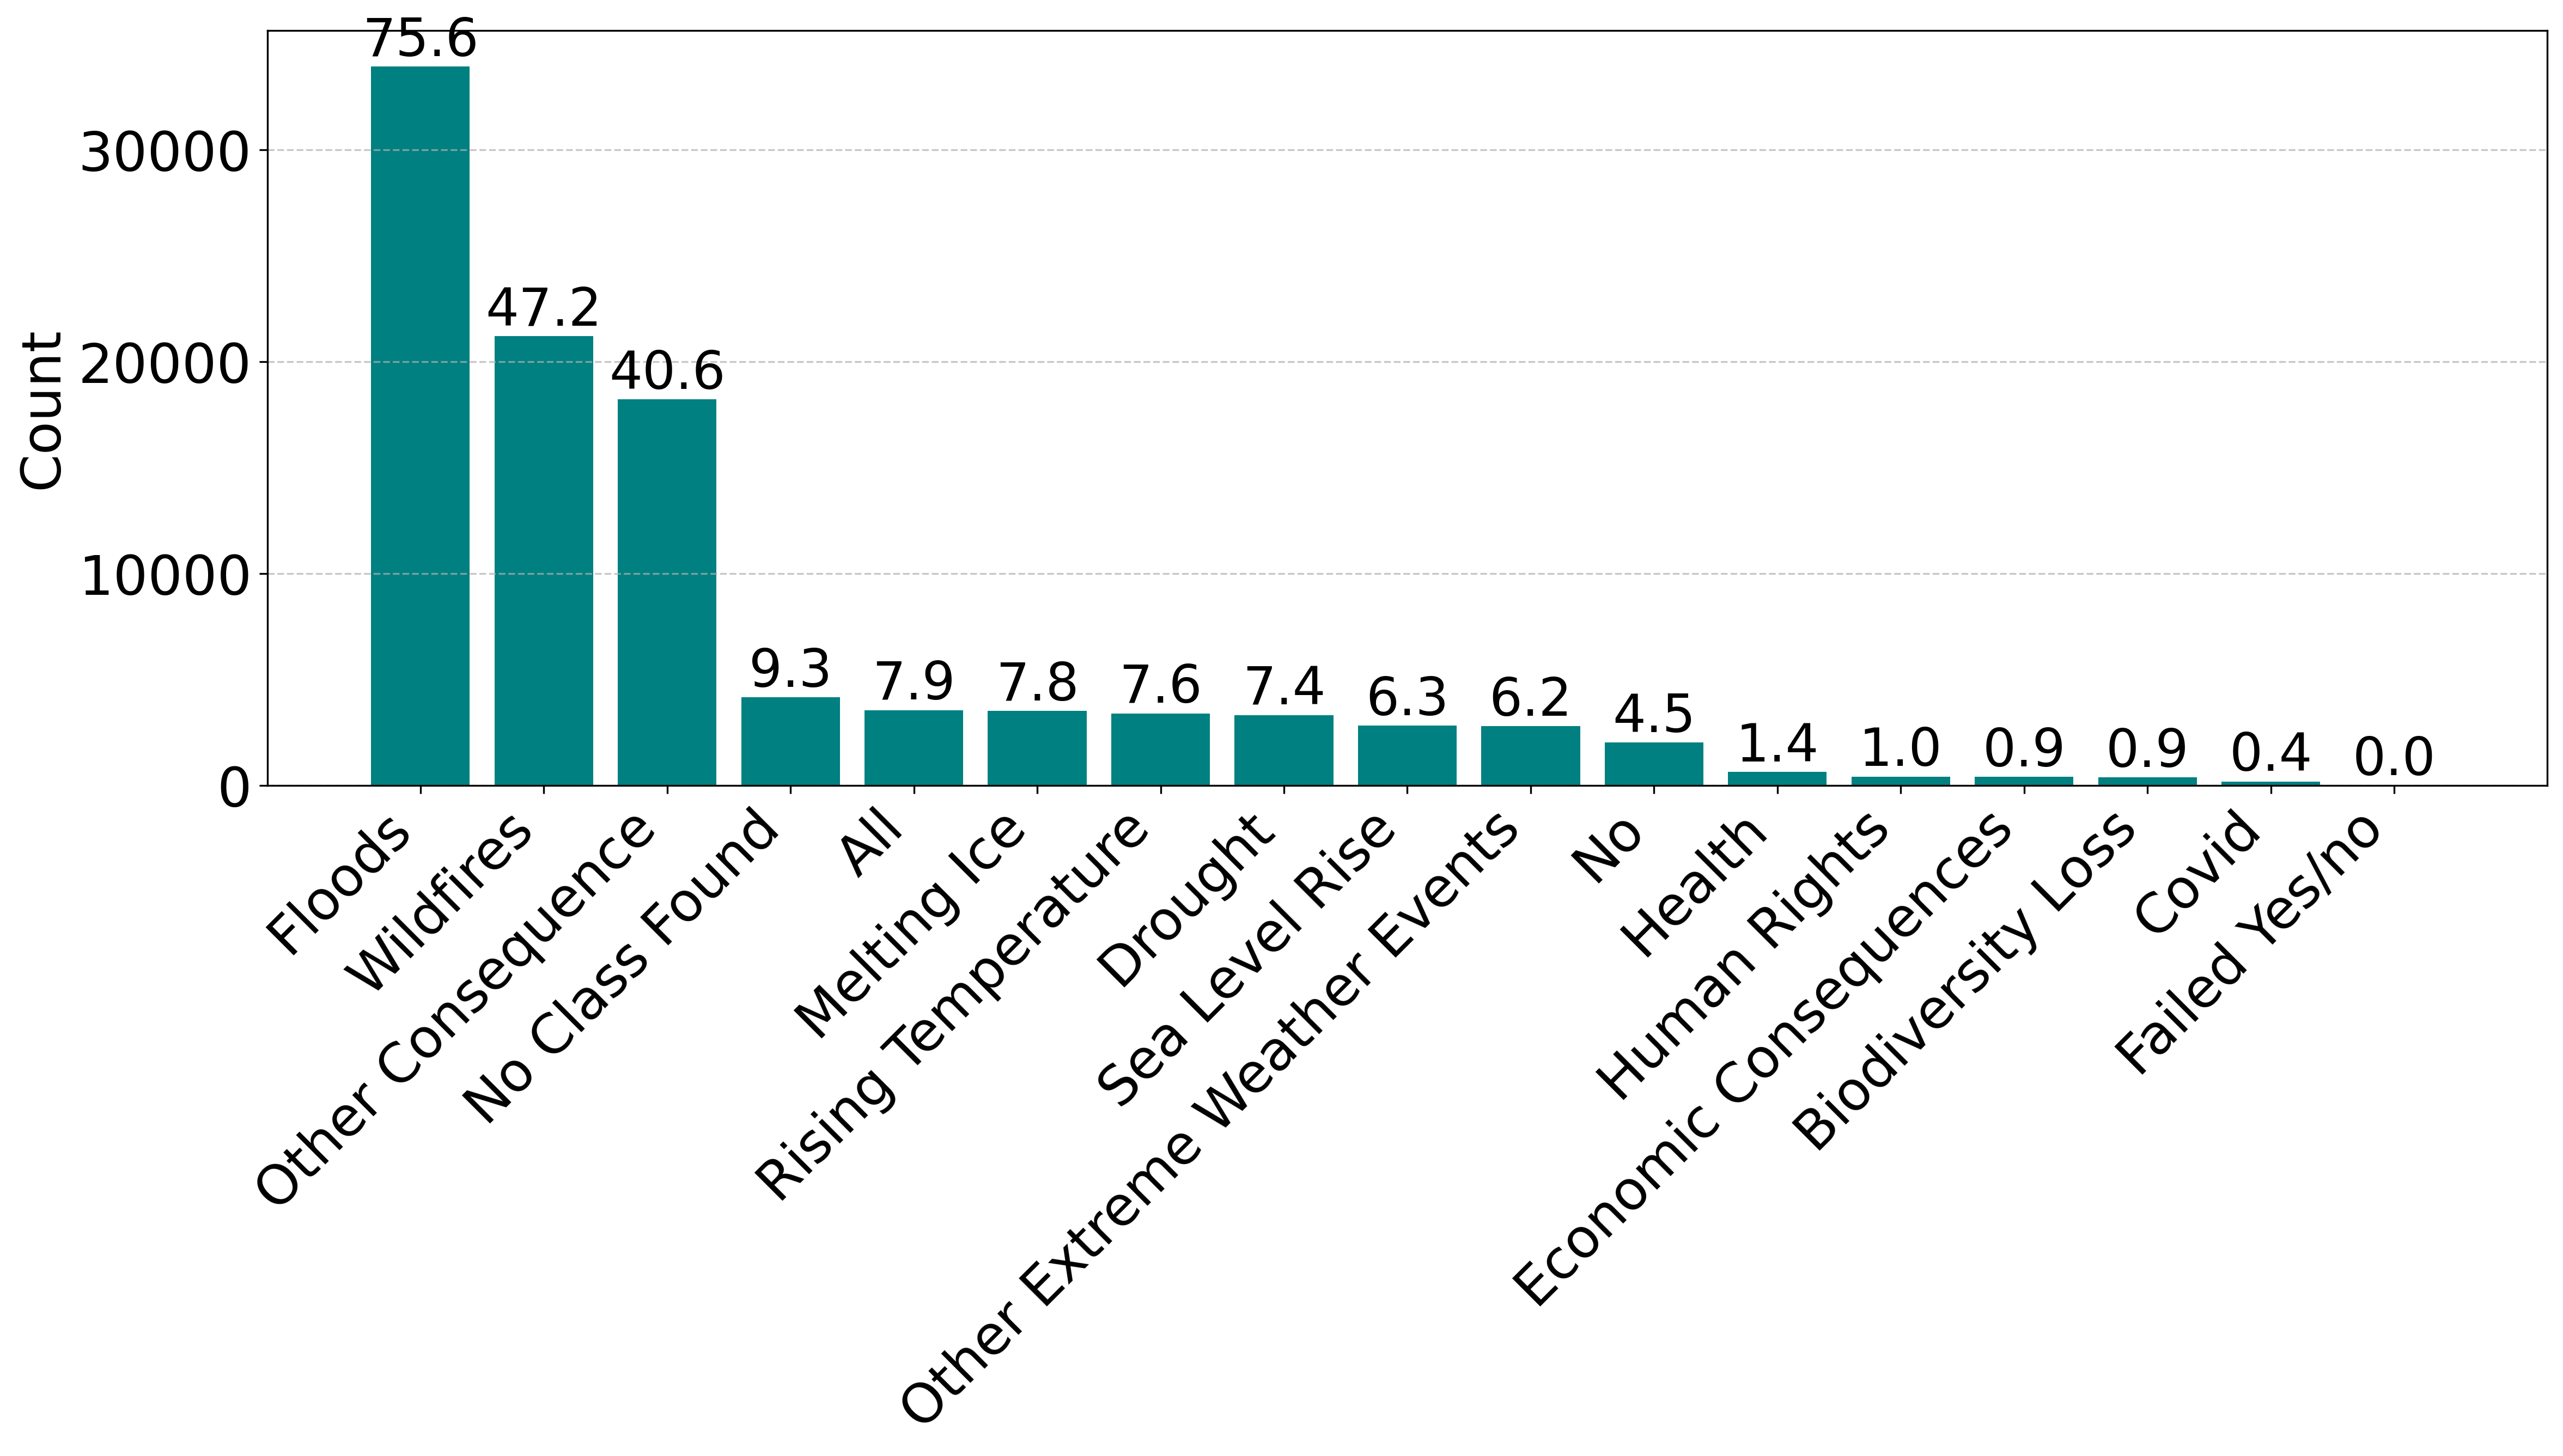 75.6
47.2
40.6
9.3
7.9
7.8
7.6
7.4
6.3
6.2
4.5
1.4
1.0
0.9
0.9
0.4
0.0
Count
30000
20000
10000
0
Floods
Wildfires
Other Consequence
No Class Found
All
Melting Ice
Rising Temperature
Drought
Sea Level Rise
Other Extreme Weather Events
No
Health
Human Rights
Economic Consequences
Biodiversity Loss
Covid
Failed Yes/no